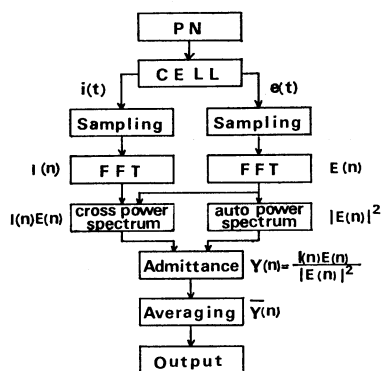 PN
CELL
i(t) e(t)
Sampling Sampling
I(n) FFT FFT E(n)
I(n)E(n) cross power spectrum auto power spectrum |E(n)|²
Admittance Y(n)=I(n)E(n)/|E(n)|²
Averaging Y̅(n)
Output